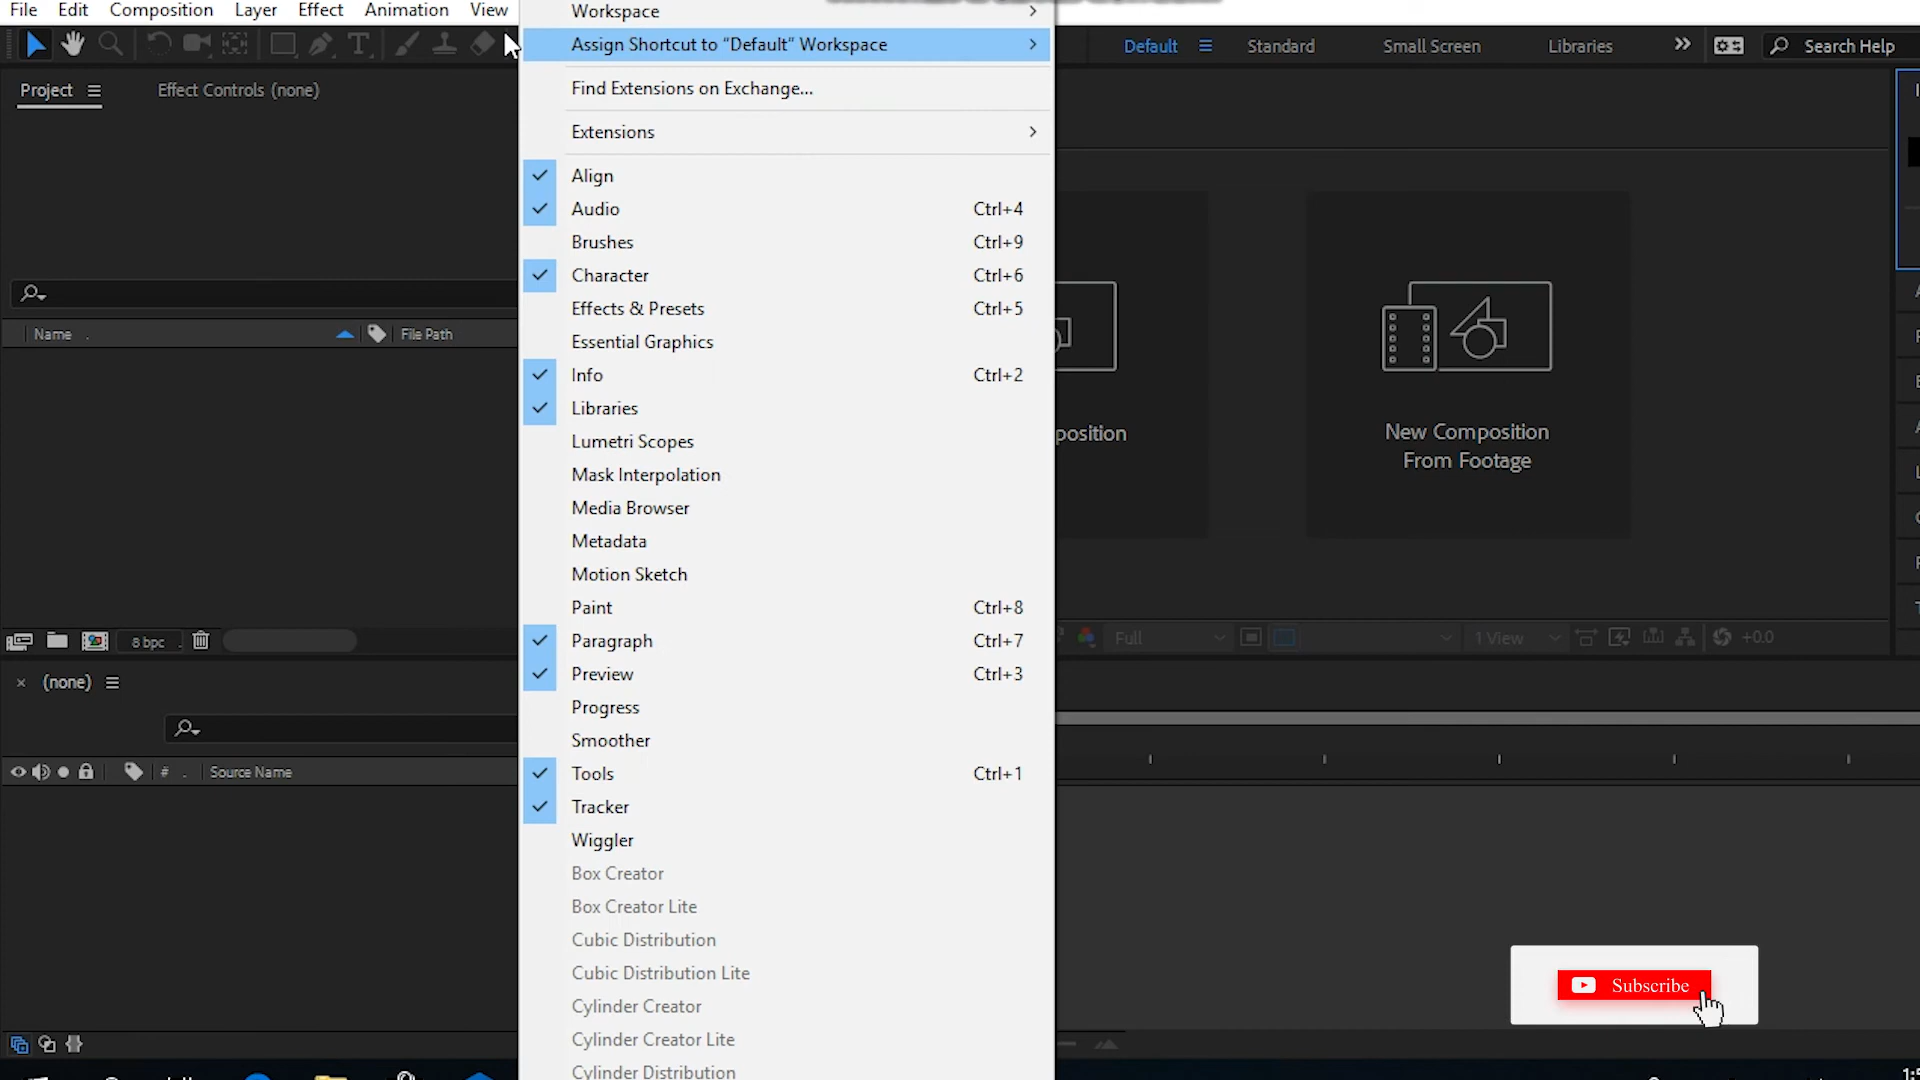 File Edit Composition Layer Effect Animation View
Workspace
Assign Shortcut to “Default“ Workspace
Default Standard Small Screen Libraries Search Help
Project Effect Controls (none)
Find Extensions on Exchange...
Extensions
Align
Audio Ctrl+4
Brushes Ctrl+9
Character Ctrl+6
Effects & Presets Ctrl+5
Name File Path
Essential Graphics
Info Ctrl+2
Libraries
position
New Composition
From Footage
Lumetri Scopes
Mask Interpolation
Media Browser
Metadata
Motion Sketch
Paint Ctrl+8
8 bpc
Paragraph Ctrl+7
Full 1 View +0.0
(none)
Preview Ctrl+3
Progress
Smoother
# Source Name
Tools Ctrl+1
Tracker
Wiggler
Box Creator
Box Creator Lite
Cubic Distribution
Cubic Distribution Lite
Subscribe
Cylinder Creator
Cylinder Creator Lite
Cylinder Distribution